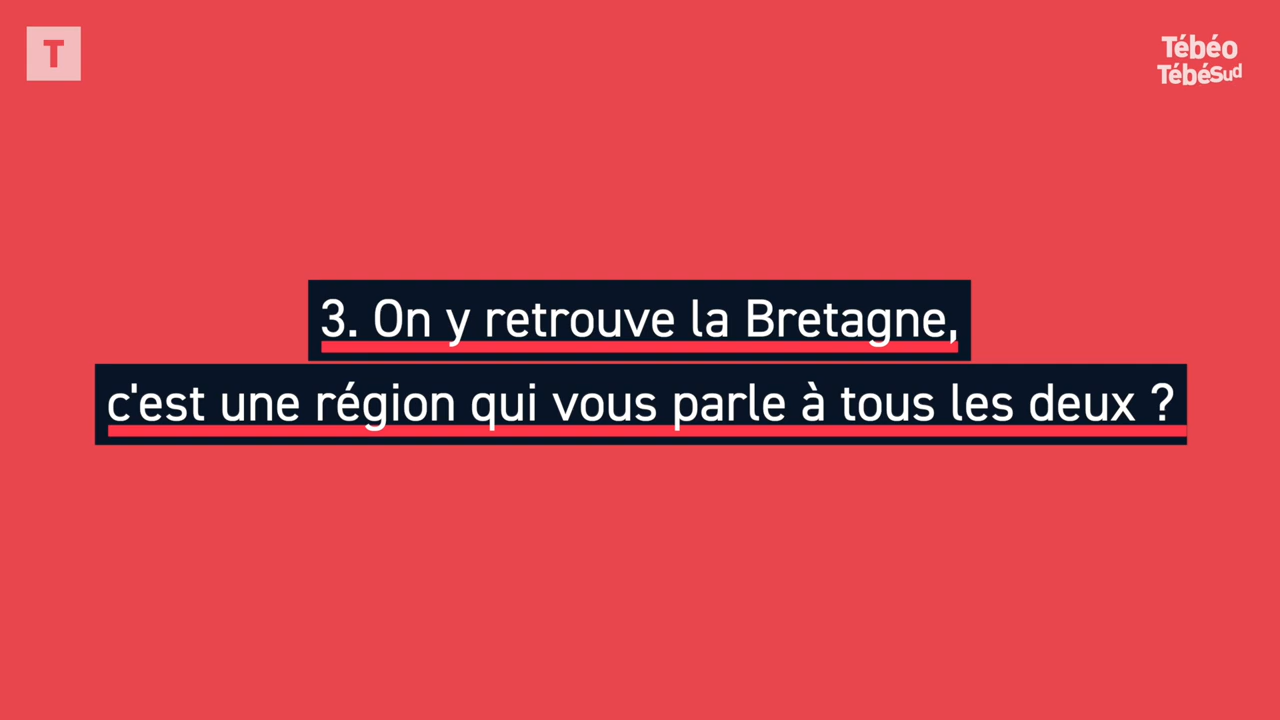 T
Tébéo
TébéSud
3. On y retrouve la Bretagne,
c'est une région qui vous parle à tous les deux ?